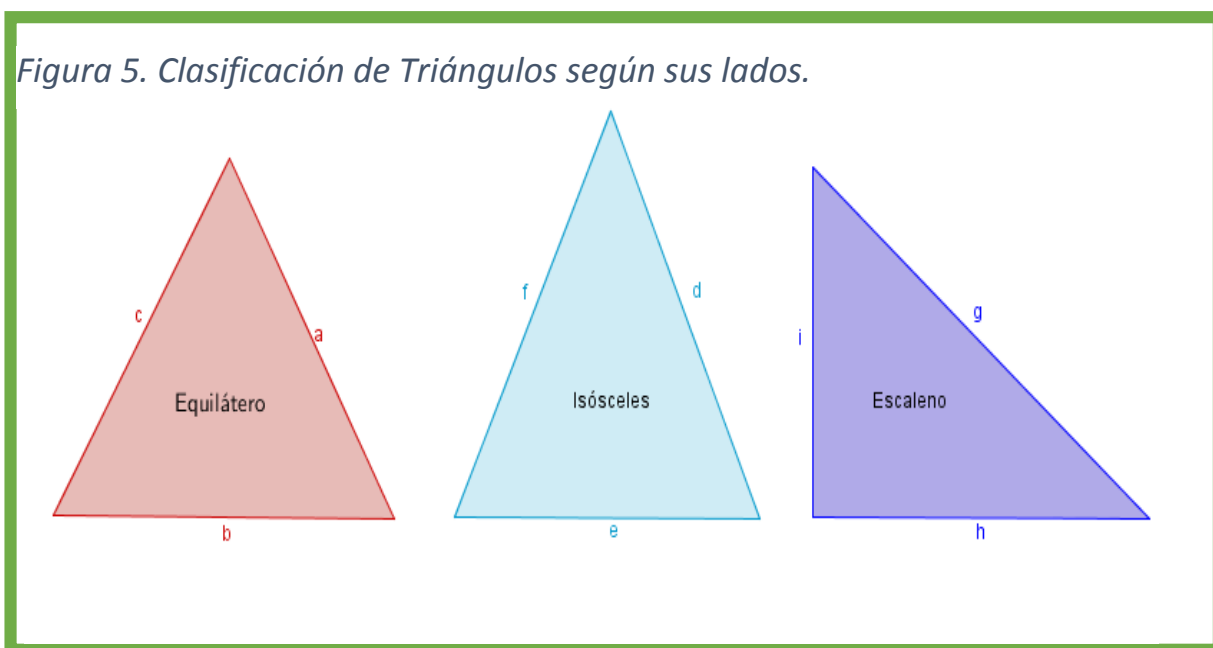 Figura 5. Clasificación de Triángulos según sus lados.
c
a
Equilátero
b
f
d
Isósceles
e
i
g
Escaleno
h